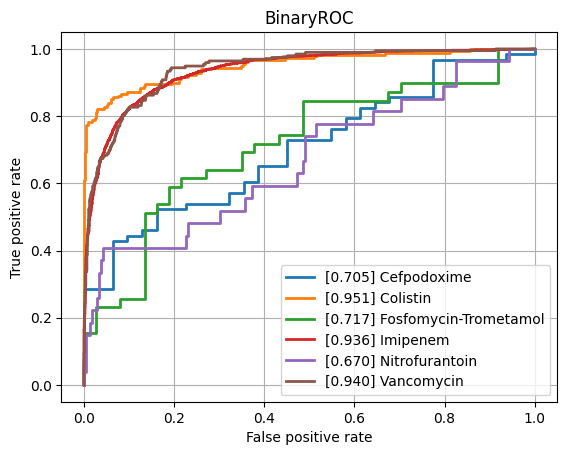 BinaryROC
True positive rate
1.0
0.8
0.6
0.4
0.2
0.0
[0.705] Cefpodoxime
[0.951] Colistin
[0.717] Fosfomycin-Trometamol
[0.936] Imipenem
[0.670] Nitrofurantoin
[0.940] Vancomycin
0.0 0.2 0.4 0.6 0.8 1.0
False positive rate